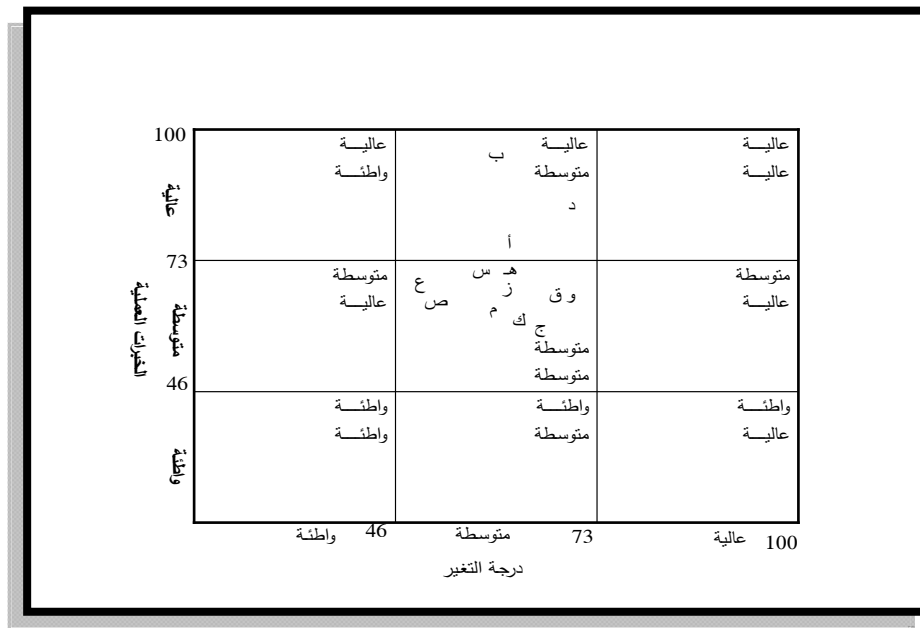 100
عاليـــة
واطئـــة
عاليـــة
متوسطة
عاليـــة
عاليـــة
ب
د
أ
عالية
73
متوسطة
عاليـــة
متوسطة
عاليـــة
هـ
س
ز
ع
ص
و ق
م
ك
ج
متوسطة
متوسطة
متوسطة
الخبرات العملية
46
واطئـــة
واطئـــة
واطئـــة
متوسطة
واطئـــة
عاليـــة
واطئة
واطئـة 46 متوسطة 73 عالية 100
درجة التغير